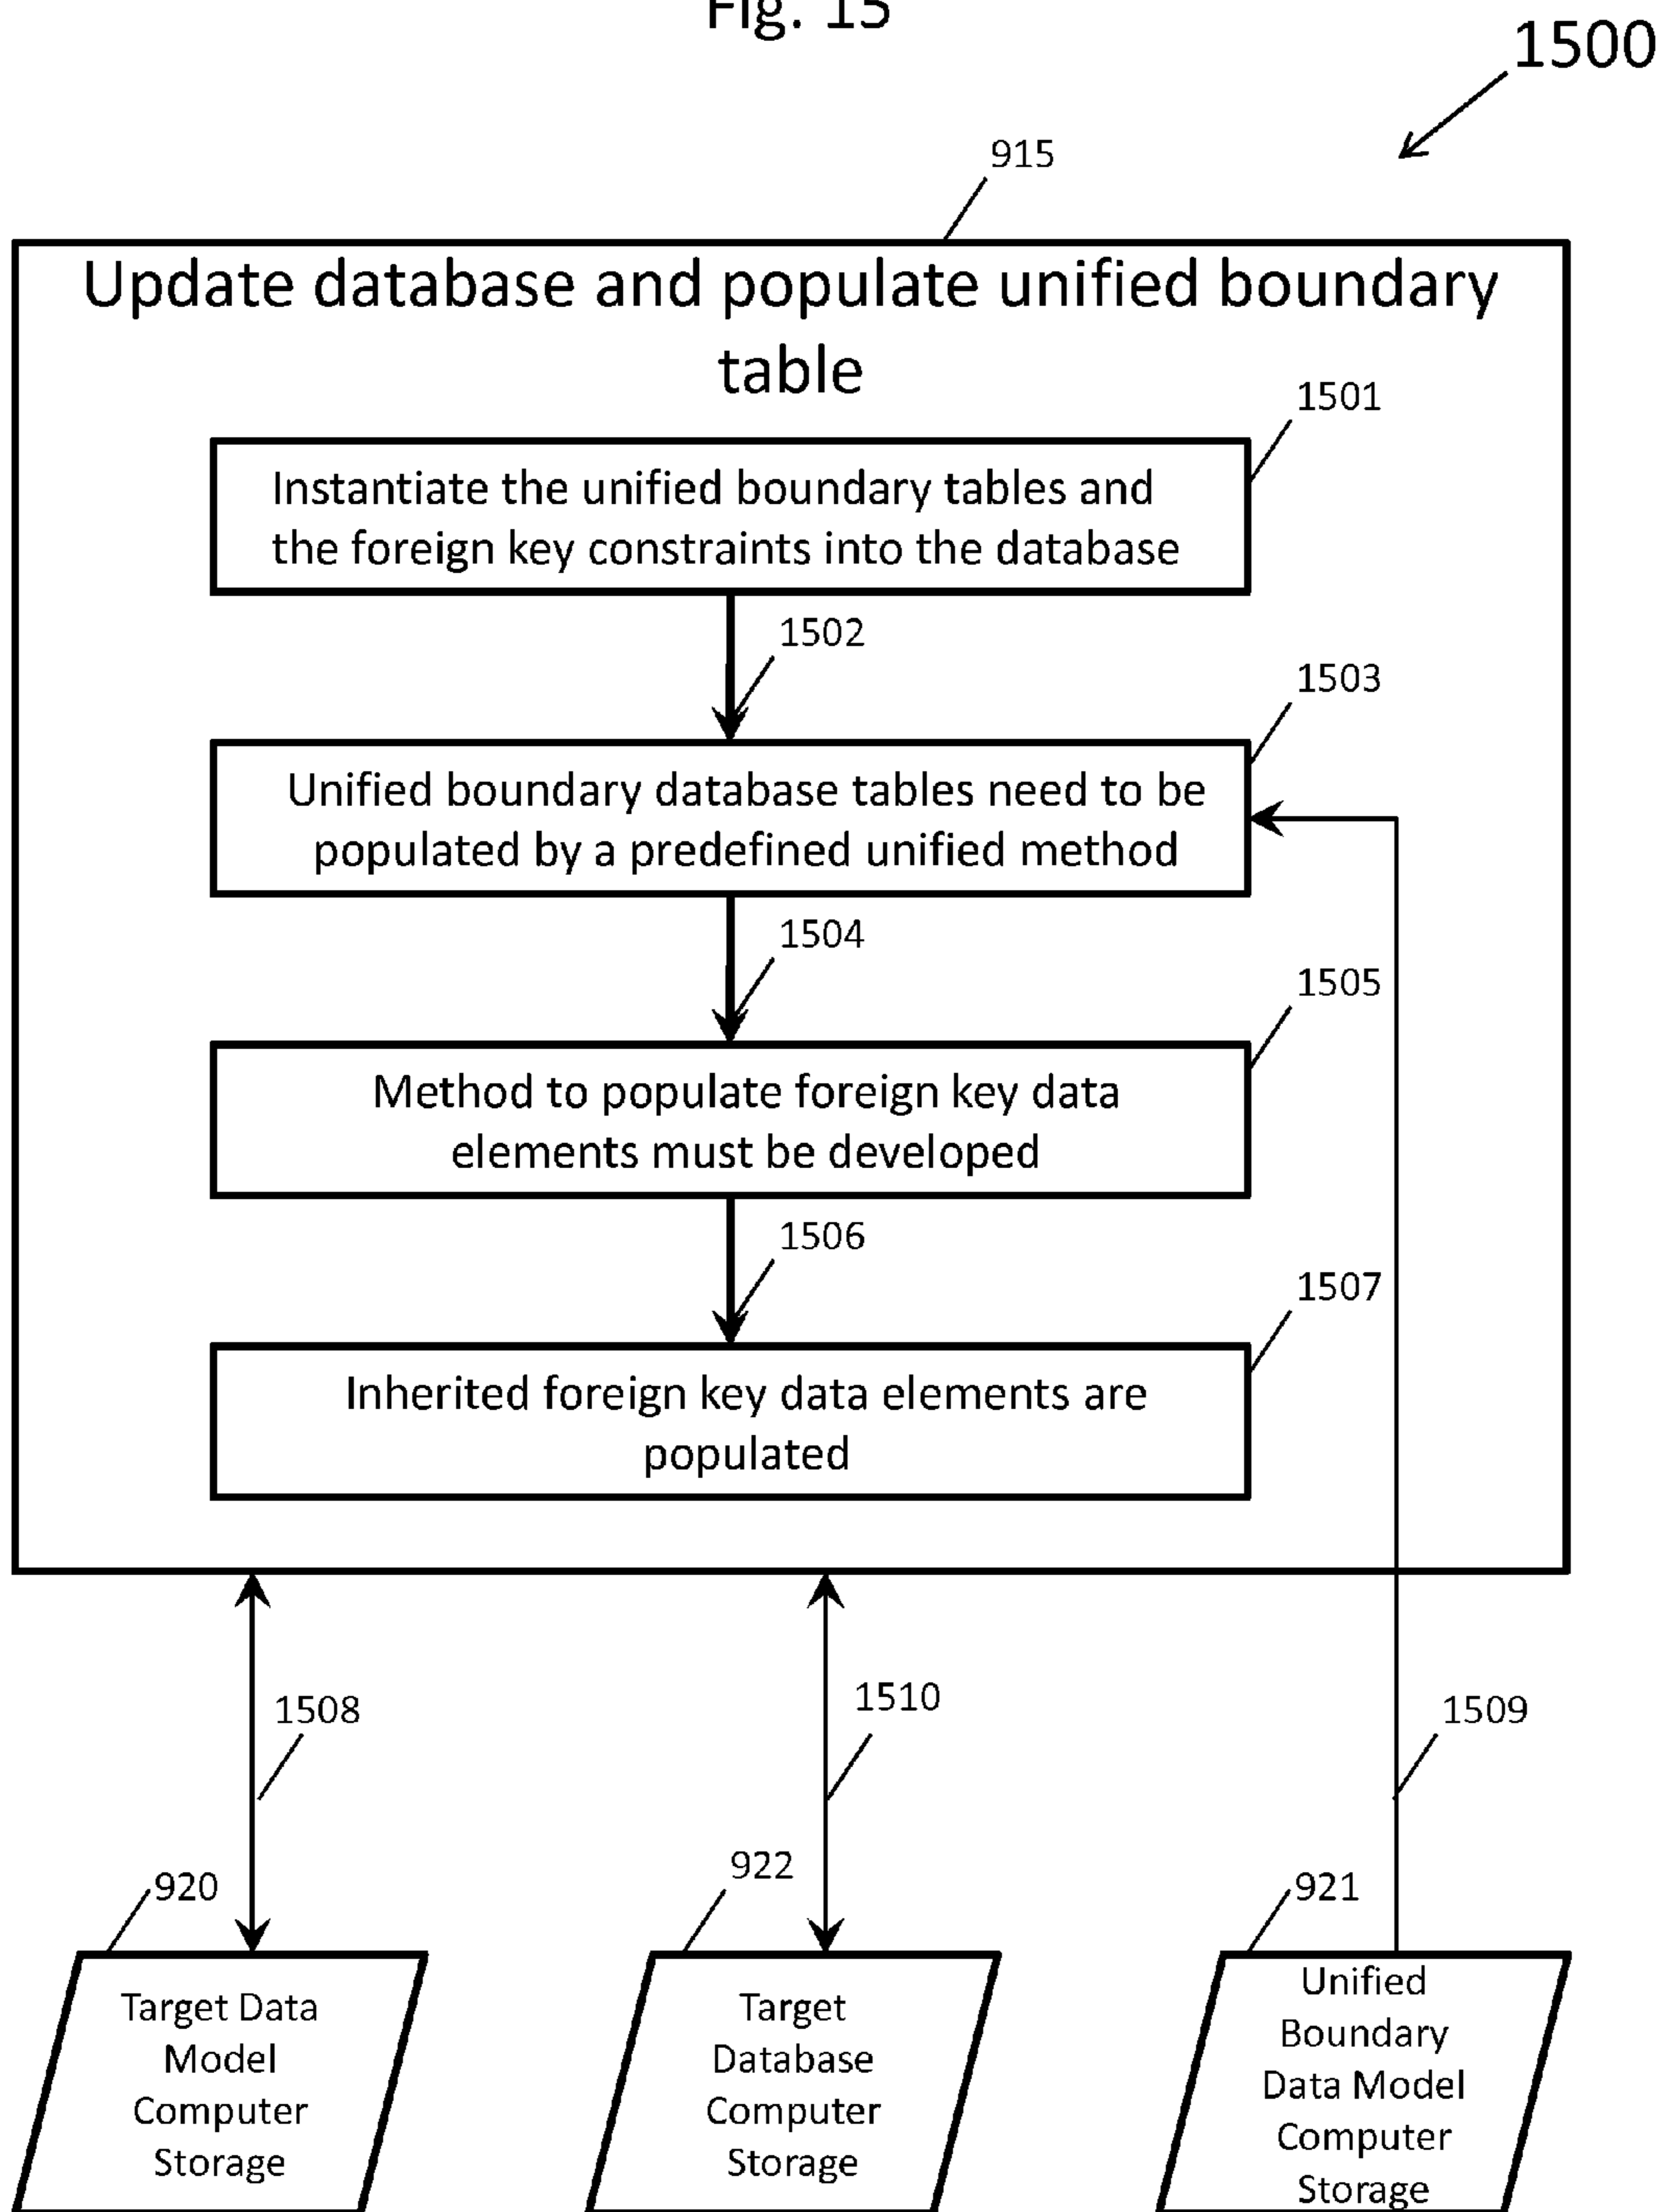 Fig. 15
1500
915
Update database and populate unified boundary
table
1501
Instantiate the unified boundary tables and
the foreign key constraints into the database
1502
1503
Unified boundary database tables need to be
populated by a predefined unified method
1504
1505
Method to populate foreign key data
elements must be developed
1506
1507
Inherited foreign key data elements are
populated
1508
1510
1509
920
922
921
Target Data
Model
Computer
Storage
Target
Database
Computer
Storage
Unified
Boundary
Data Model
Computer
Storage